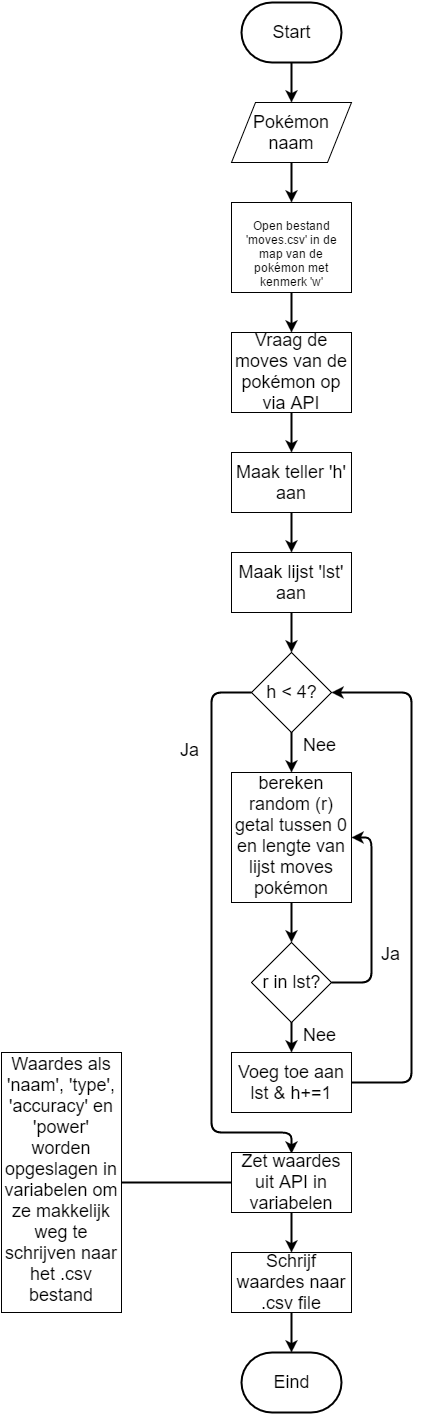 Start
Pokémon
naam
Open bestand
'moves.csv' in de
map van de
pokémon met
kenmerk 'w'
Vraag de
moves van de
pokémon op
via API
Maak teller 'h'
aan
Maak lijst 'lst'
aan
h < 4?
Ja
Nee
bereken
random (r)
getal tussen 0
en lengte van
lijst moves
pokémon
r in lst?
Ja
Nee
Voeg toe aan
lst & h+=1
Waardes als
'naam', 'type',
'accuracy' en
'power'
worden
opgeslagen in
variabelen om
ze makkelijk
weg te
schrijven naar
het .csv
bestand
Zet waardes
uit API in
variabelen
Schrijf
waardes naar
.csv file
Eind